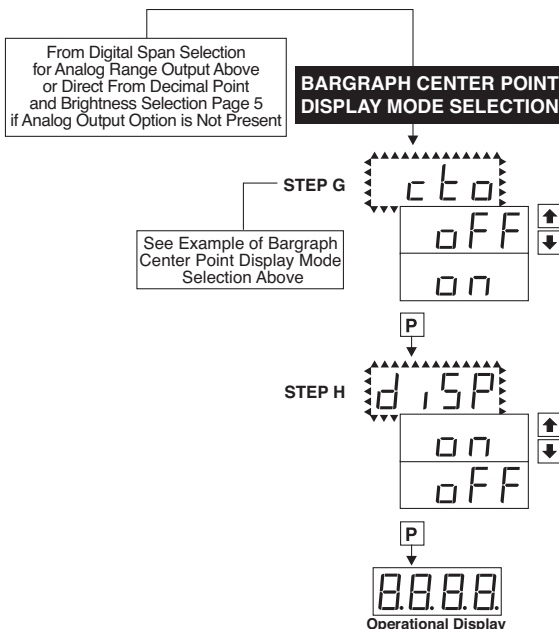 From Digital Span Selection
for Analog Range Output Above
or Direct From Decimal Point
and Brightness Selection Page 5
if Analog Output Option is Not Present
BARGRAPH CENTER POINT
DISPLAY MODE SELECTION
STEP G
cto
oFF
on
See Example of Bargraph
Center Point Display Mode
Selection Above
P
STEP H
diSP
on
oFF
P
8.8.8.8.
Operational Display